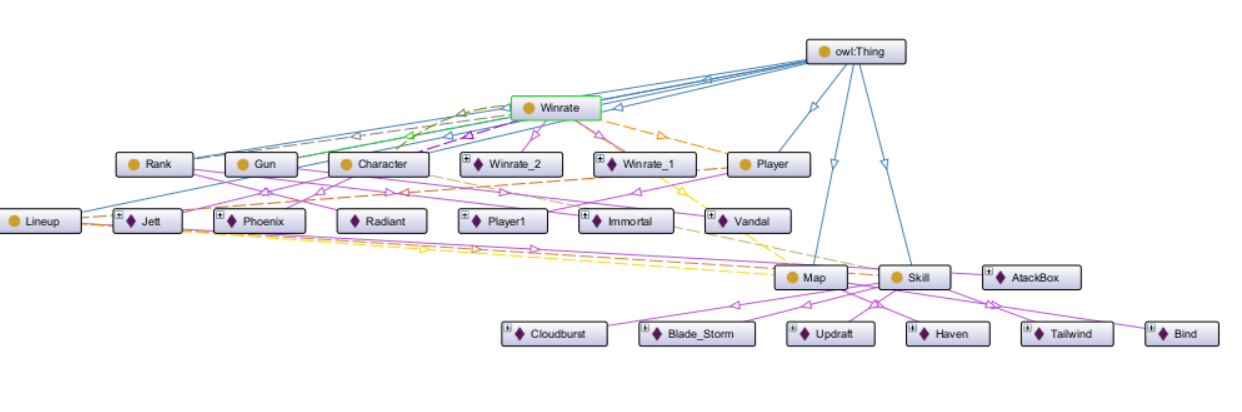 owl:Thing
Winrate
Rank
Gun
Character
Winrate_2
Winrate_1
Player
Lineup
Jett
Phoenix
Radiant
Player1
Immortal
Vandal
Map
Skill
AtackBox
Cloudburst
Blade_Storm
Updraft
Haven
Tailwind
Bind